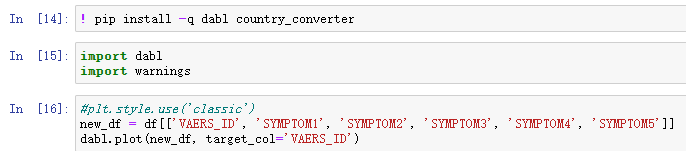 In [14]: ! pip install -q dabl country_converter
In [15]: import dabl
import warnings
In [16]: #plt.style.use('classic')
new_df = df[['VAERS_ID', 'SYMPTOM1', 'SYMPTOM2', 'SYMPTOM3', 'SYMPTOM4', 'SYMPTOM5']]
dabl.plot(new_df, target_col='VAERS_ID')